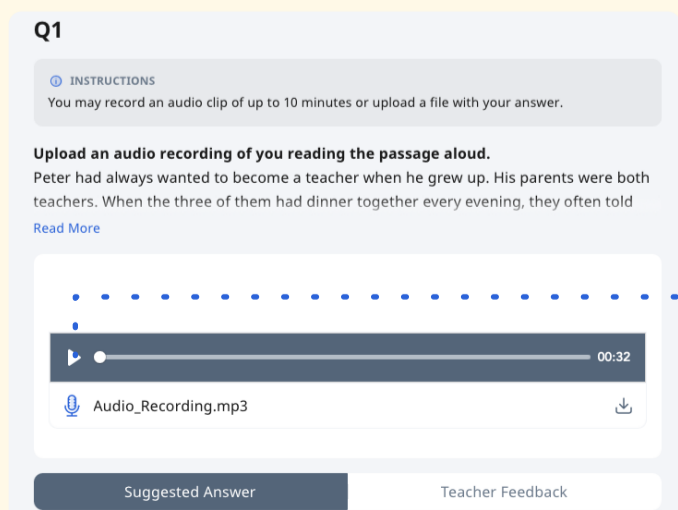 Q1
INSTRUCTIONS
You may record an audio clip of up to 10 minutes or upload a file with your answer.
Upload an audio recording of you reading the passage aloud.
Peter had always wanted to become a teacher when he grew up. His parents were both
teachers. When the three of them had dinner together every evening, they often told
Read More
00:32
Audio_Recording.mp3
Suggested Answer
Teacher Feedback